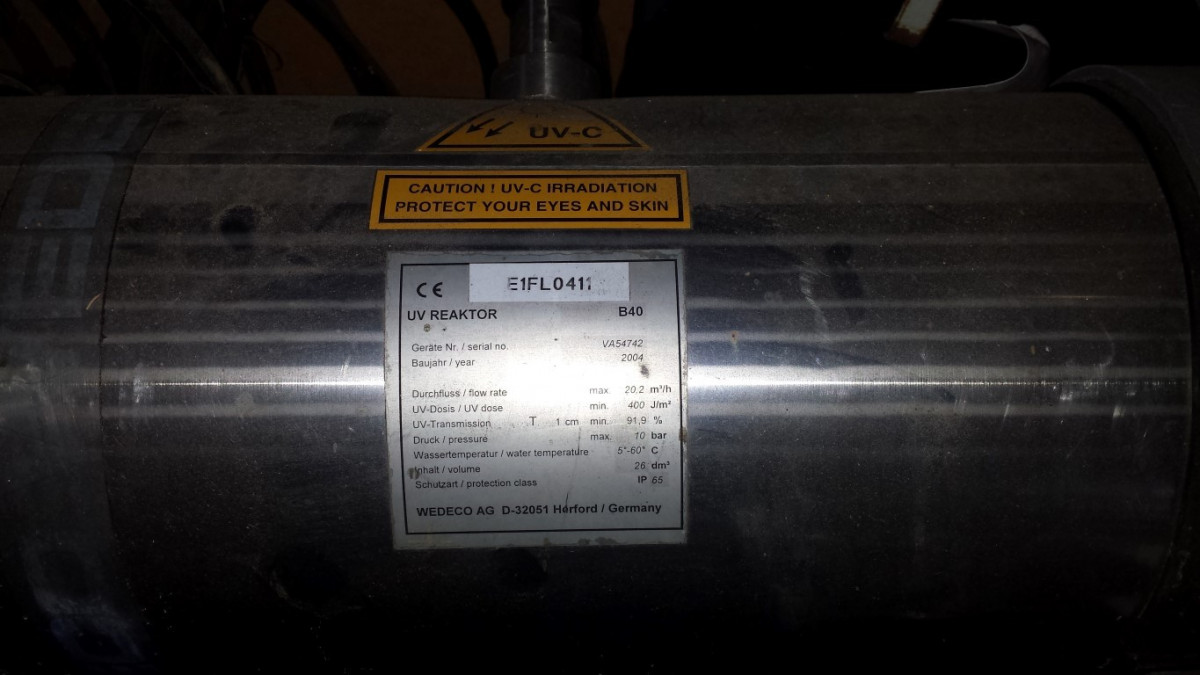 UV-C
CAUTION ! UV-C IRRADIATION
PROTECT YOUR EYES AND SKIN
CE E1FL0411
UV REAKTOR B40
Geräte Nr. / serial no. VA54742
Baujahr / year 2004
Durchfluss / flow rate max. 20,2 m³/h
UV-Dosis / UV dose min. 400 J/m²
UV-Transmission T 1 cm min. 91,9 %
Druck / pressure max. 10 bar
Wassertemperatur / water temperature 5°-60° C
Inhalt / volume 26 dm³
Schutzart / protection class IP 65
WEDECO AG D-32051 Herford / Germany